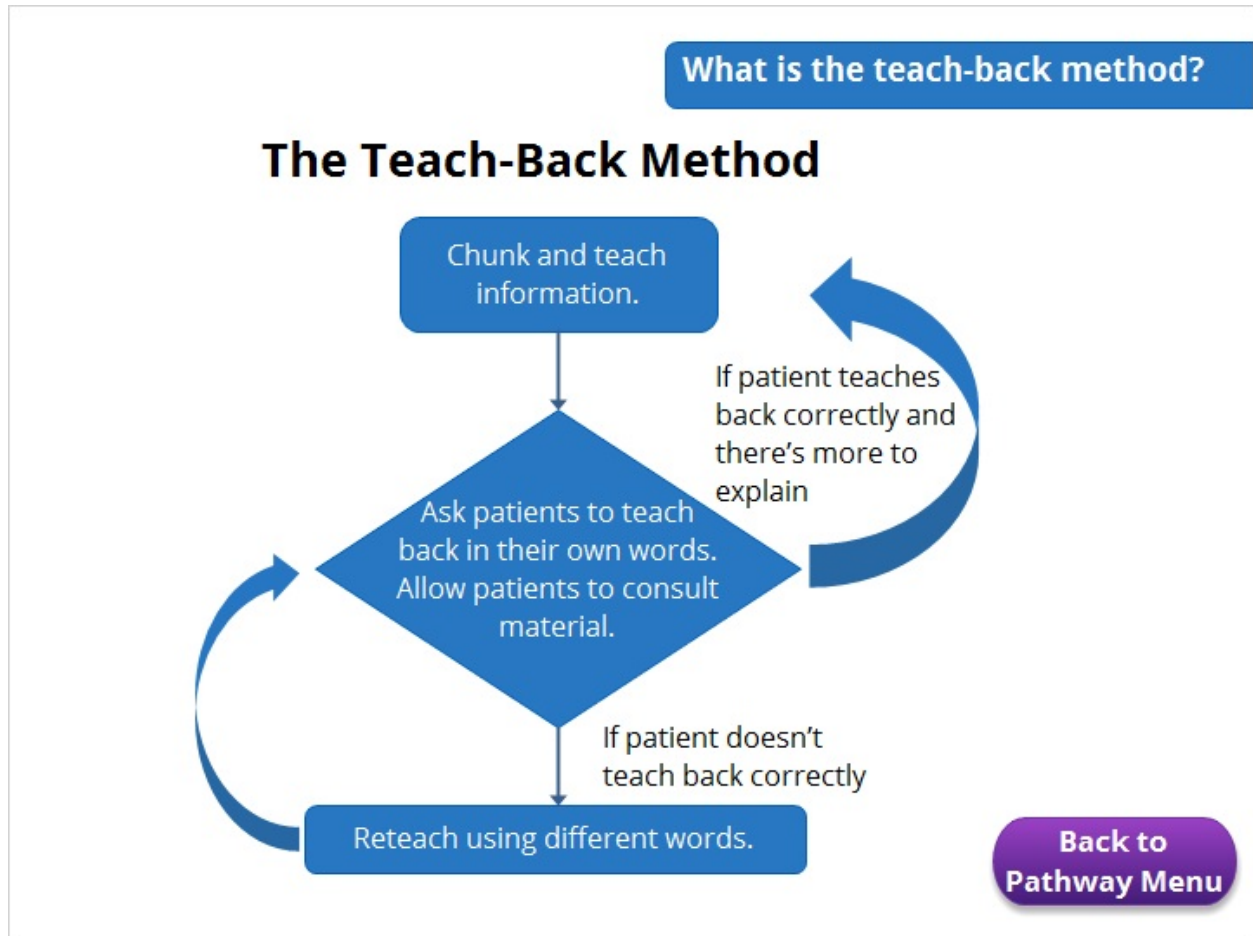 What is the teach-back method?
The Teach-Back Method
Chunk and teach
information.
If patient teaches
back correctly and
there's more to
explain
Ask patients to teach
back in their own words.
Allow patients to consult
material.
If patient doesn’t
teach back correctly
Reteach using different words.
Back to
Pathway Menu